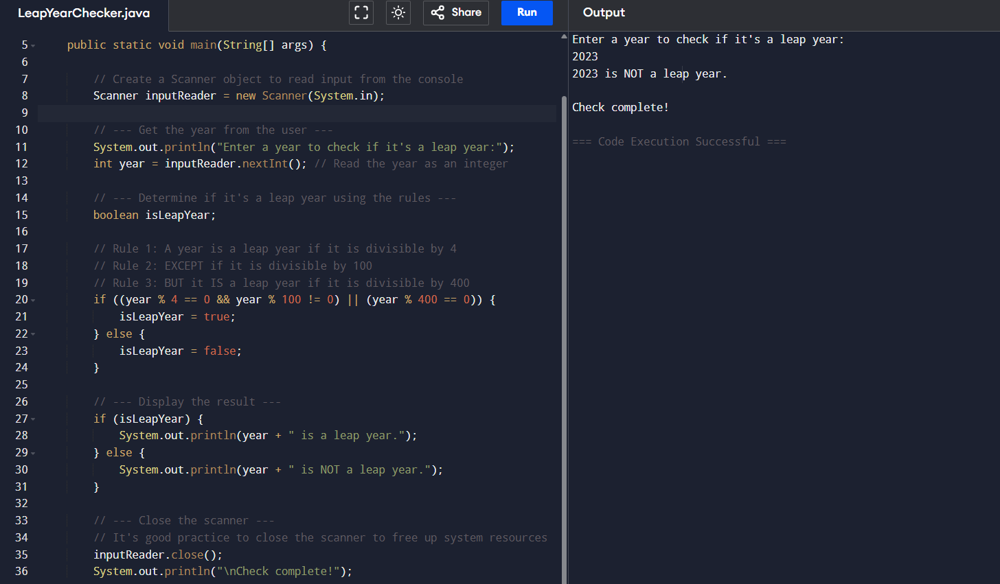 LeapYearChecker.java
Share
Run
Output
5 public static void main(String[] args) {
6
7 // Create a Scanner object to read input from the console
8 Scanner inputReader = new Scanner(System.in);
9
10 // --- Get the year from the user ---
11 System.out.println("Enter a year to check if it's a leap year:");
12 int year = inputReader.nextInt(); // Read the year as an integer
13
14 // --- Determine if it's a leap year using the rules ---
15 boolean isLeapYear;
16
17 // Rule 1: A year is a leap year if it is divisible by 4
18 // Rule 2: EXCEPT if it is divisible by 100
19 // Rule 3: BUT it IS a leap year if it is divisible by 400
20 if ((year % 4 == 0 && year % 100 != 0) || (year % 400 == 0)) {
21 isLeapYear = true;
22 } else {
23 isLeapYear = false;
24 }
25
26 // --- Display the result ---
27 if (isLeapYear) {
28 System.out.println(year + " is a leap year.");
29 } else {
30 System.out.println(year + " is NOT a leap year.");
31 }
32
33 // --- Close the scanner ---
34 // It's good practice to close the scanner to free up system resources
35 inputReader.close();
36 System.out.println("\nCheck complete!");
Enter a year to check if it's a leap year:
2023
2023 is NOT a leap year.
Check complete!
=== Code Execution Successful ===